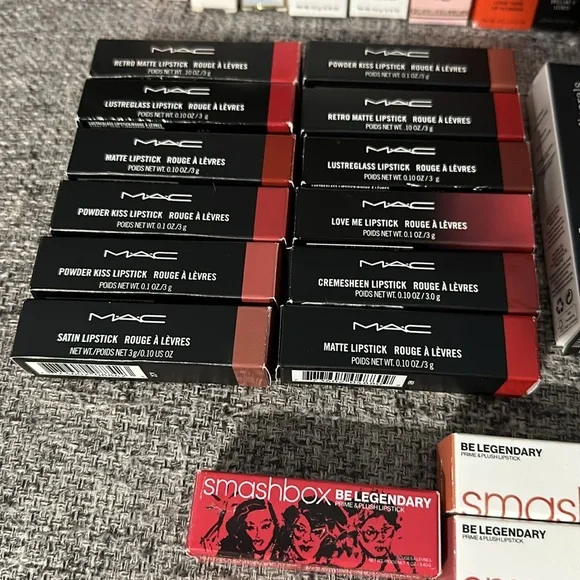 MAC
RETRO MATTE LIPSTICK ROUGE À LÈVRES
POIDS NET WT. .10 OZ/3 g
MAC
LUSTREGLASS LIPSTICK ROUGE À LÈVRES
POIDS NET WT. 0.10 OZ/3 g
MAC
MATTE LIPSTICK ROUGE À LÈVRES
POIDS NET WT. 0.10 OZ/3 g
MAC
POWDER KISS LIPSTICK ROUGE À LÈVRES
POIDS NET WT. 0.1 OZ/3 g
MAC
POWDER KISS LIPSTICK ROUGE À LÈVRES
POIDS NET WT. 0.1 OZ/3 g
MAC
SATIN LIPSTICK ROUGE À LÈVRES
NET WT./POIDS NET 3g/0.10 US OZ
MAC
POWDER KISS LIPSTICK ROUGE À LÈVRES
POIDS NET WT. 0.1 OZ/3 g
MAC
RETRO MATTE LIPSTICK ROUGE À LÈVRES
POIDS NET WT. .10 OZ/3 g
MAC
LUSTREGLASS LIPSTICK ROUGE À LÈVRES
POIDS NET WT. 0.10 OZ/3 g
MAC
LOVE ME LIPSTICK ROUGE À LÈVRES
POIDS NET WT. 0.1 OZ/3 g
MAC
CREMESHEEN LIPSTICK ROUGE À LÈVRES
POIDS NET WT. 0.10 OZ/3.0 g
MAC
MATTE LIPSTICK ROUGE À LÈVRES
POIDS NET WT. 0.10 OZ/3 g
smashbox BE LEGENDARY
PRIME & PLUSH LIPSTICK
BE LEGENDARY
PRIME & PLUSH LIPSTICK
smas
BE LEGENDARY
PRIME & PLUSH LIPSTICK